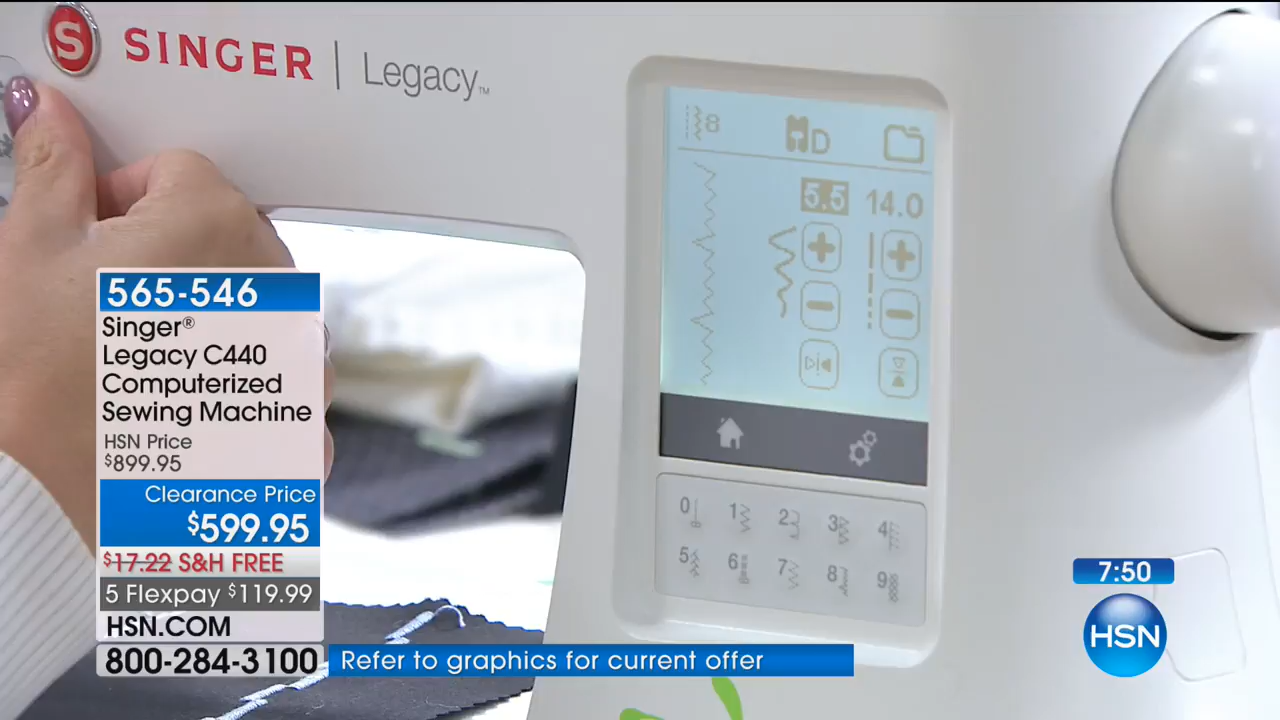 S SINGER | Legacy™
8 D
5.5 14.0
0 1 2 3 4
5 6 7 8 9
565-546
Singer®
Legacy C440
Computerized
Sewing Machine
HSN Price
$899.95
Clearance Price
$599.95
$17.22 S&H FREE
5 Flexpay $119.99
HSN.COM
800-284-3100
Refer to graphics for current offer
7:50
HSN